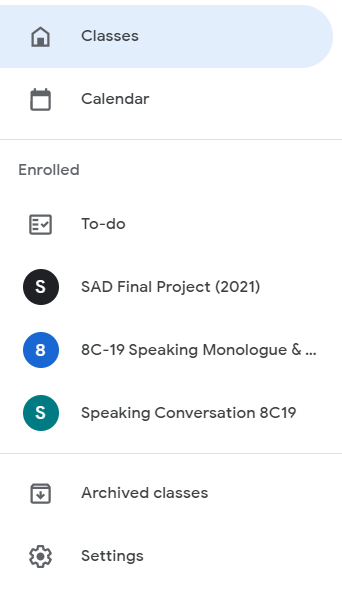 Classes
Calendar
Enrolled
To-do
S SAD Final Project (2021)
8 8C-19 Speaking Monologue & ...
S Speaking Conversation 8C19
Archived classes
Settings